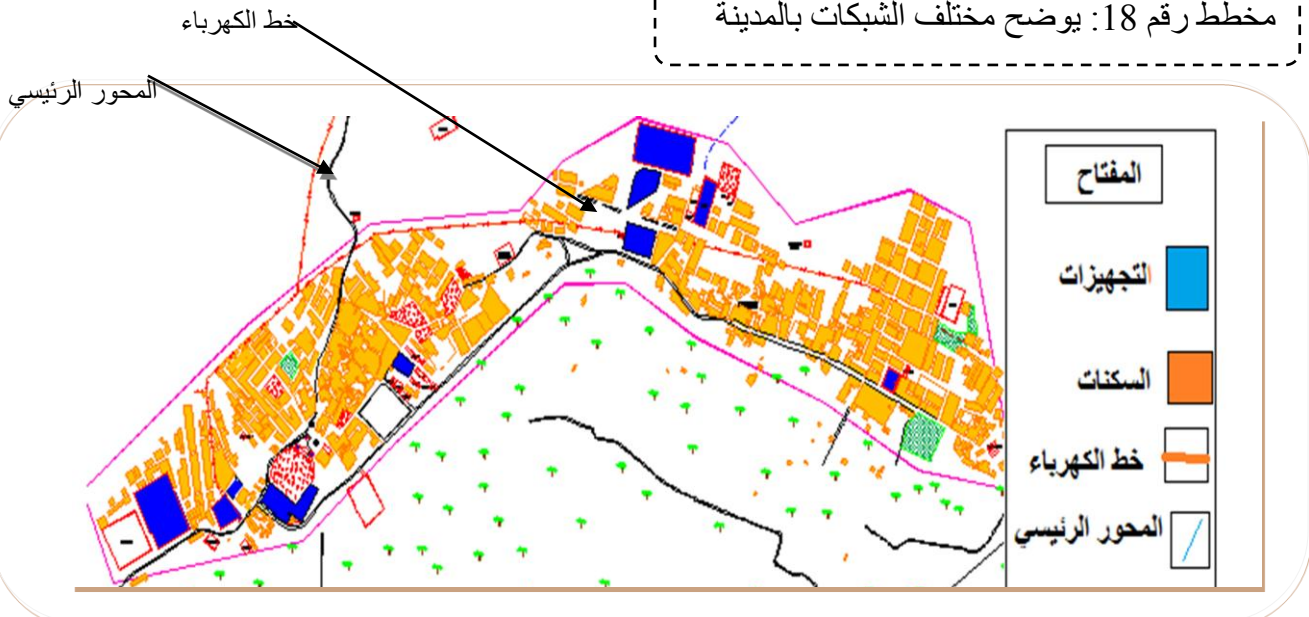 مخطط رقم 18: يوضح مختلف الشبكات بالمدينة
خط الكهرباء
المحور الرئيسي
المفتاح
التجهيزات
السكنات
خط الكهرباء
المحور الرئيسي